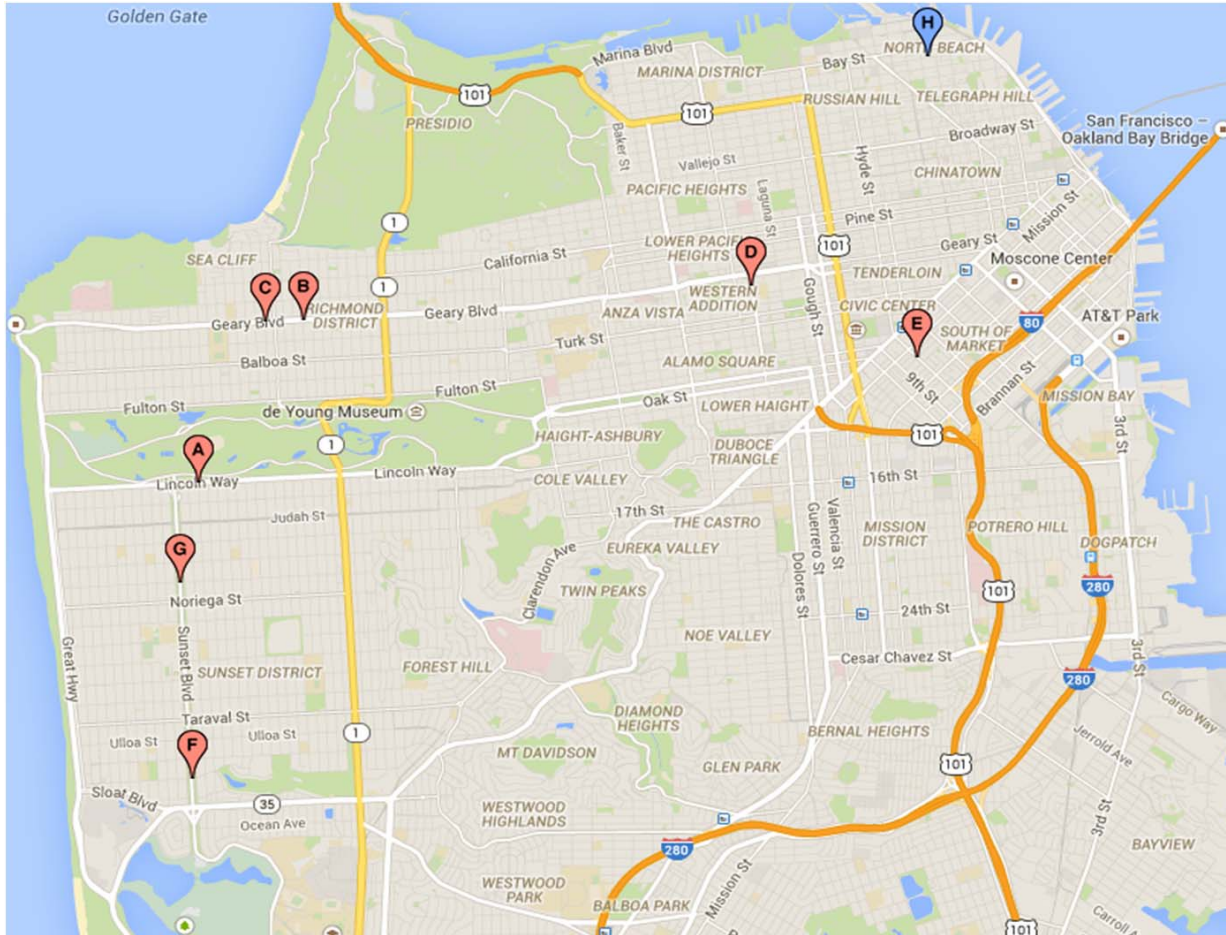 Golden Gate
H
Marina Blvd
NORTH BEACH
Bay St
MARINA DISTRICT
101
RUSSIAN HILL
TELEGRAPH HILL
101
San Francisco –
Oakland Bay Bridge
PRESIDIO
Baker St
Broadway St
Hyde St
Vallejo St
CHINATOWN
PACIFIC HEIGHTS
Laguna St
Mission St
1
Pine St
LOWER PACIFIC
HEIGHTS
101
Geary St
SEA CLIFF
California St
D
Moscone Center
TENDERLOIN
1
C
B
WESTERN
ADDITION
Gough St
CIVIC CENTER
RICHMOND
DISTRICT
Geary Blvd
Geary Blvd
ANZA VISTA
E
80
AT&T Park
SOUTH OF
MARKET
Turk St
Balboa St
ALAMO SQUARE
9th St
Brannan St
Fulton St
Fulton St
Oak St
LOWER HAIGHT
MISSION BAY
de Young Museum
3rd St
HAIGHT-ASHBURY
101
1
A
DUBOCE
TRIANGLE
Lincoln Way
Lincoln Way
COLE VALLEY
16th St
17th St
Judah St
THE CASTRO
Valencia St
Guerrero St
MISSION
DISTRICT
POTRERO HILL
DOGPATCH
G
EUREKA VALLEY
Clarendon Ave
Dolores St
TWIN PEAKS
101
280
Noriega St
24th St
NOE VALLEY
Great Hwy
Sunset Blvd
SUNSET DISTRICT
FOREST HILL
Cesar Chavez St
3rd St
280
Cargo Way
Taraval St
DIAMOND
HEIGHTS
BERNAL HEIGHTS
Ulloa St
Ulloa St
1
F
MT DAVIDSON
Jerrold Ave
GLEN PARK
101
Sloat Blvd
35
WESTWOOD
HIGHLANDS
Ocean Ave
3rd St
280
BAYVIEW
WESTWOOD
PARK
Mission St
BALBOA PARK
Carroll A
101